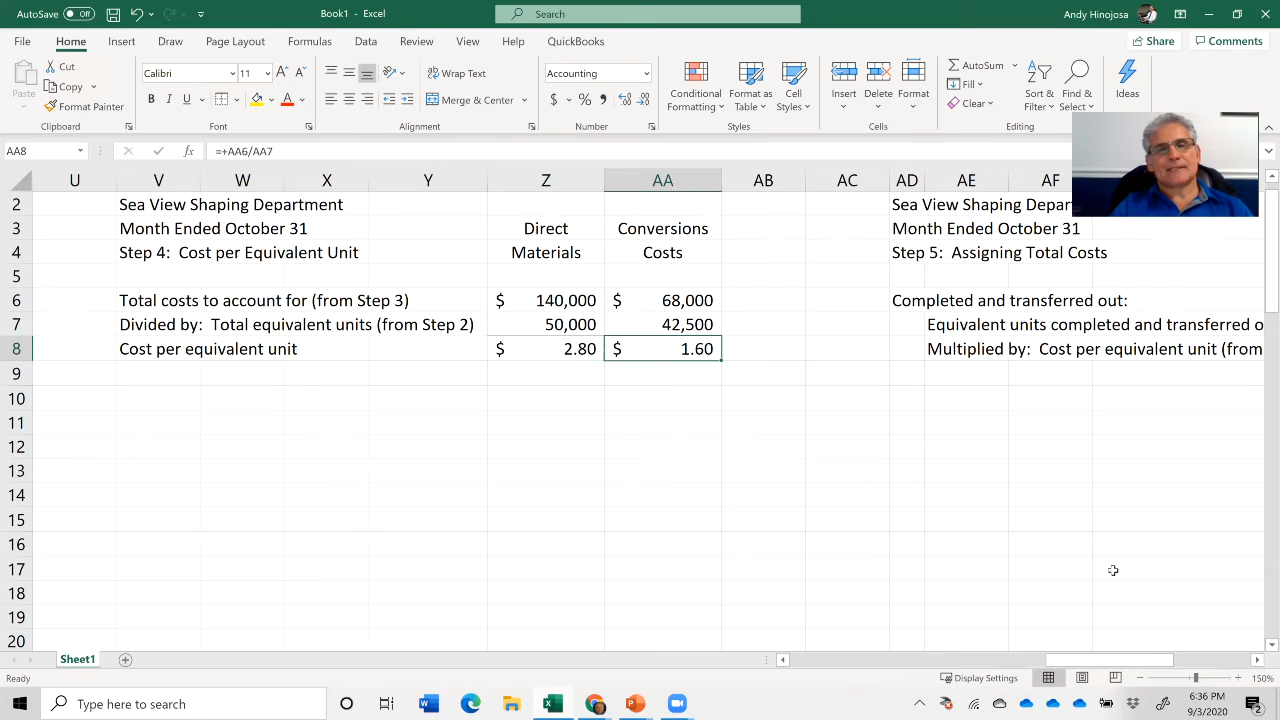 AutoSave Off
Book1 - Excel
Search
Andy Hinojosa
File Home Insert Draw Page Layout Formulas Data Review View Help QuickBooks
Share Comments
Paste
Cut
Copy
Format Painter
Clipboard
Calibri 11
B I U
Font
Wrap Text
Merge & Center
Alignment
Accounting
$ % 9
Number
Conditional Formatting
Format as Table
Cell Styles
Styles
Insert Delete Format
Cells
AutoSum
Fill
Clear
Sort & Filter
Find & Select
Editing
Ideas
AA8 fx =+AA6/AA7
U V W X Y Z AA AB AC AD AE AF
2 Sea View Shaping Department Sea View Shaping Depar
3 Month Ended October 31 Direct Conversions Month Ended October 31
4 Step 4: Cost per Equivalent Unit Materials Costs Step 5: Assigning Total Costs
5
6 Total costs to account for (from Step 3) $ 140,000 $ 68,000 Completed and transferred out:
7 Divided by: Total equivalent units (from Step 2) 50,000 42,500 Equivalent units completed and transferred o
8 Cost per equivalent unit $ 2.80 $ 1.60 Multiplied by: Cost per equivalent unit (from
9
10
11
12
13
14
15
16
17
18
19
20
Sheet1
Ready
Display Settings
150%
Type here to search
6:36 PM
9/3/2020
2